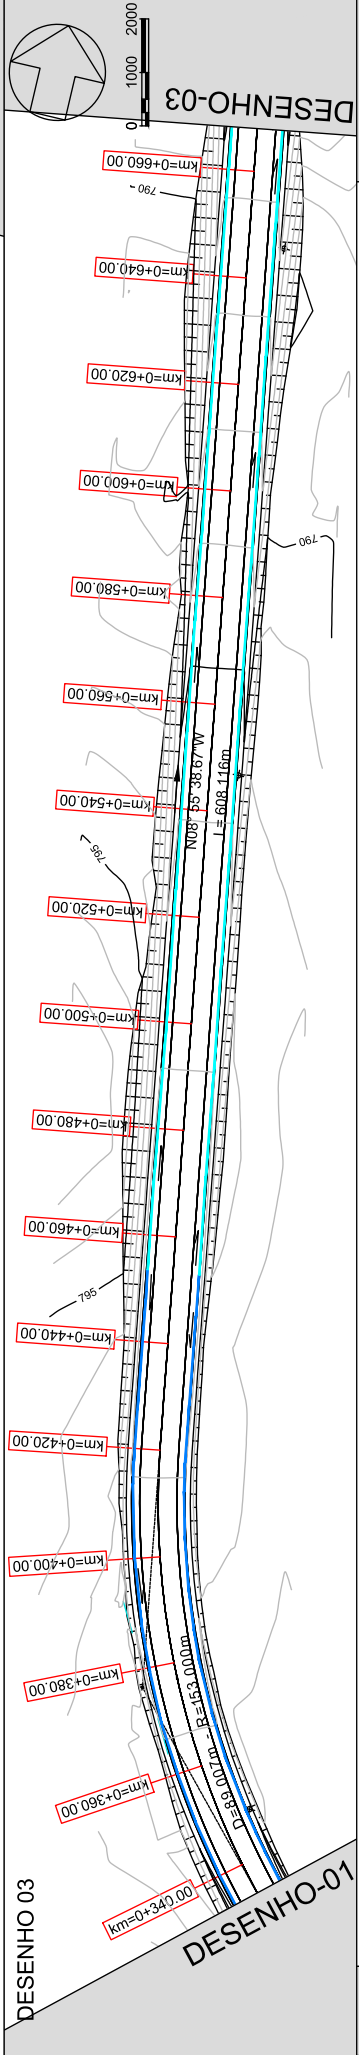 0 1000 2000
DESENHO-03
km=0+660.00
790
km=0+640.00
km=0+620.00
km=0+600.00
790
km=0+580.00
km=0+560.00
N08° 55' 38.67"W
L= 608.116m
km=0+540.00
795
km=0+520.00
km=0+500.00
km=0+480.00
km=0+460.00
795
km=0+440.00
km=0+420.00
km=0+400.00
km=0+380.00
D=89.007m - R=153.000m
km=0+360.00
km=0+340.00
DESENHO-01
DESENHO 03